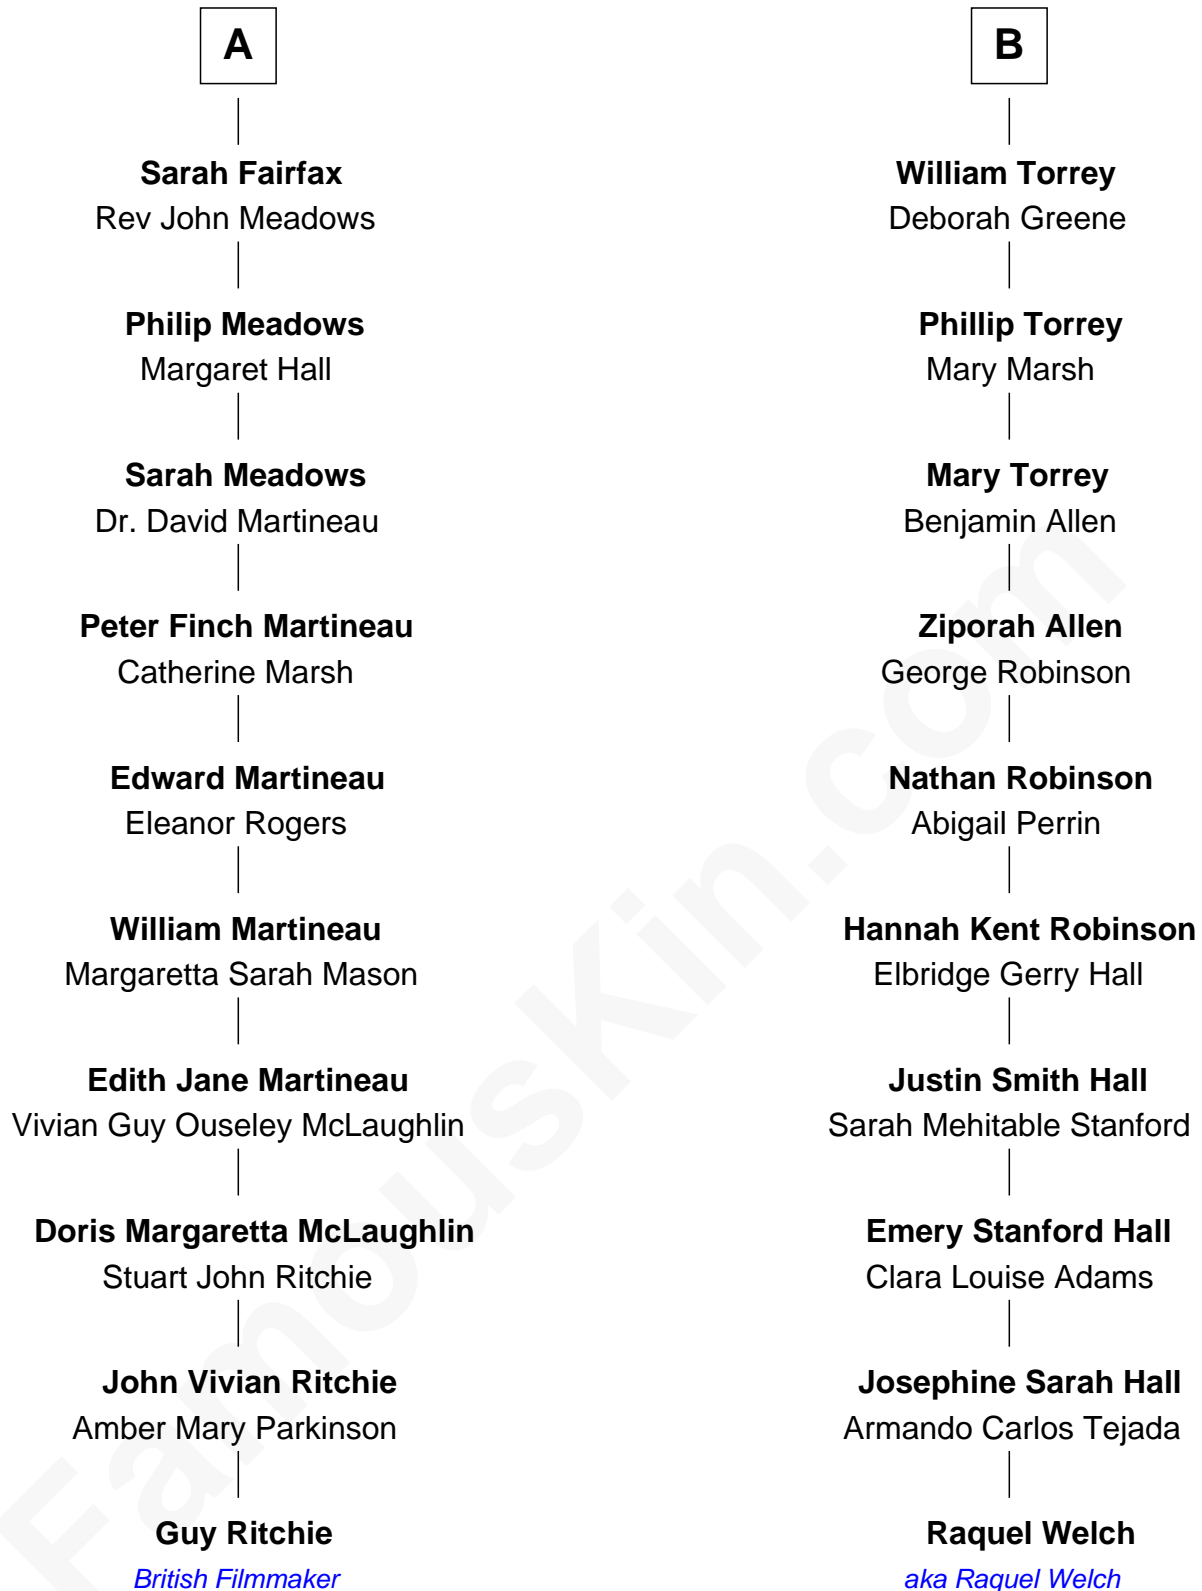 A
Sarah Fairfax
Rev John Meadows
Philip Meadows
Margaret Hall
Sarah Meadows
Dr. David Martineau
Peter Finch Martineau
Catherine Marsh
Edward Martineau
Eleanor Rogers
William Martineau
Margaretta Sarah Mason
Edith Jane Martineau
Vivian Guy Ouseley McLaughlin
Doris Margaretta McLaughlin
Stuart John Ritchie
John Vivian Ritchie
Amber Mary Parkinson
Guy Ritchie
British Filmmaker
B
William Torrey
Deborah Greene
Phillip Torrey
Mary Marsh
Mary Torrey
Benjamin Allen
Ziporah Allen
George Robinson
Nathan Robinson
Abigail Perrin
Hannah Kent Robinson
Elbridge Gerry Hall
Justin Smith Hall
Sarah Mehitable Stanford
Emery Stanford Hall
Clara Louise Adams
Josephine Sarah Hall
Armando Carlos Tejada
Raquel Welch
aka Raquel Welch
FamousKin.com